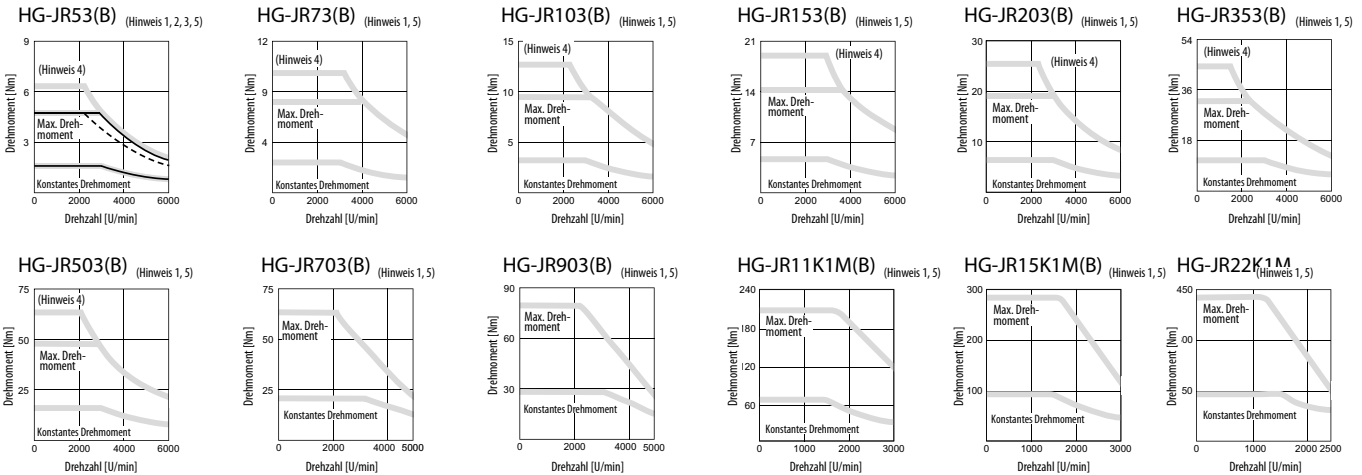 HG-JR53(B) (Hinweis 1, 2, 3, 5)
Drehmoment [Nm]
9
6
3
(Hinweis 4)
Max. Dreh-
moment
Konstantes Drehmoment
0 2000 4000 6000
Drehzahl [U/min]
HG-JR73(B) (Hinweis 1, 5)
Drehmoment [Nm]
12
9
4
(Hinweis 4)
Max. Dreh-
moment
Konstantes Drehmoment
0 2000 4000 6000
Drehzahl [U/min]
HG-JR103(B) (Hinweis 1, 5)
Drehmoment [Nm]
15
10
5
(Hinweis 4)
Max. Dreh-
moment
Konstantes Drehmoment
0 2000 4000 6000
Drehzahl [U/min]
HG-JR153(B) (Hinweis 1, 5)
Drehmoment [Nm]
21
14
7
(Hinweis 4)
Max. Dreh-
moment
Konstantes Drehmoment
0 2000 4000 6000
Drehzahl [U/min]
HG-JR203(B) (Hinweis 1, 5)
Drehmoment [Nm]
30
20
10
(Hinweis 4)
Max. Dreh-
moment
Konstantes Drehmoment
0 2000 4000 6000
Drehzahl [U/min]
HG-JR353(B) (Hinweis 1, 5)
Drehmoment [Nm]
54
36
18
(Hinweis 4)
Max. Dreh-
moment
Konstantes Drehmoment
0 2000 4000 6000
Drehzahl [U/min]
HG-JR503(B) (Hinweis 1, 5)
Drehmoment [Nm]
75
50
25
(Hinweis 4)
Max. Dreh-
moment
Konstantes Drehmoment
0 2000 4000 6000
Drehzahl [U/min]
HG-JR703(B) (Hinweis 1, 5)
Drehmoment [Nm]
75
50
25
Max. Dreh-
moment
Konstantes Drehmoment
0 2000 4000 5000
Drehzahl [U/min]
HG-JR903(B) (Hinweis 1, 5)
Drehmoment [Nm]
90
60
30
Max. Dreh-
moment
Konstantes Drehmoment
0 2000 4000 5000
Drehzahl [U/min]
HG-JR11K1M(B) (Hinweis 1, 5)
Drehmoment [Nm]
240
180
120
60
Max. Dreh-
moment
Konstantes Drehmoment
0 1000 2000 3000
Drehzahl [U/min]
HG-JR15K1M(B) (Hinweis 1, 5)
Drehmoment [Nm]
300
200
100
Max. Dreh-
moment
Konstantes Drehmoment
0 1000 2000 3000
Drehzahl [U/min]
HG-JR22K1M (Hinweis 1, 5)
Drehmoment [Nm]
450
00
50
Max. Dreh-
moment
Konstantes Drehmoment
0 1000 2000 2500
Drehzahl [U/min]